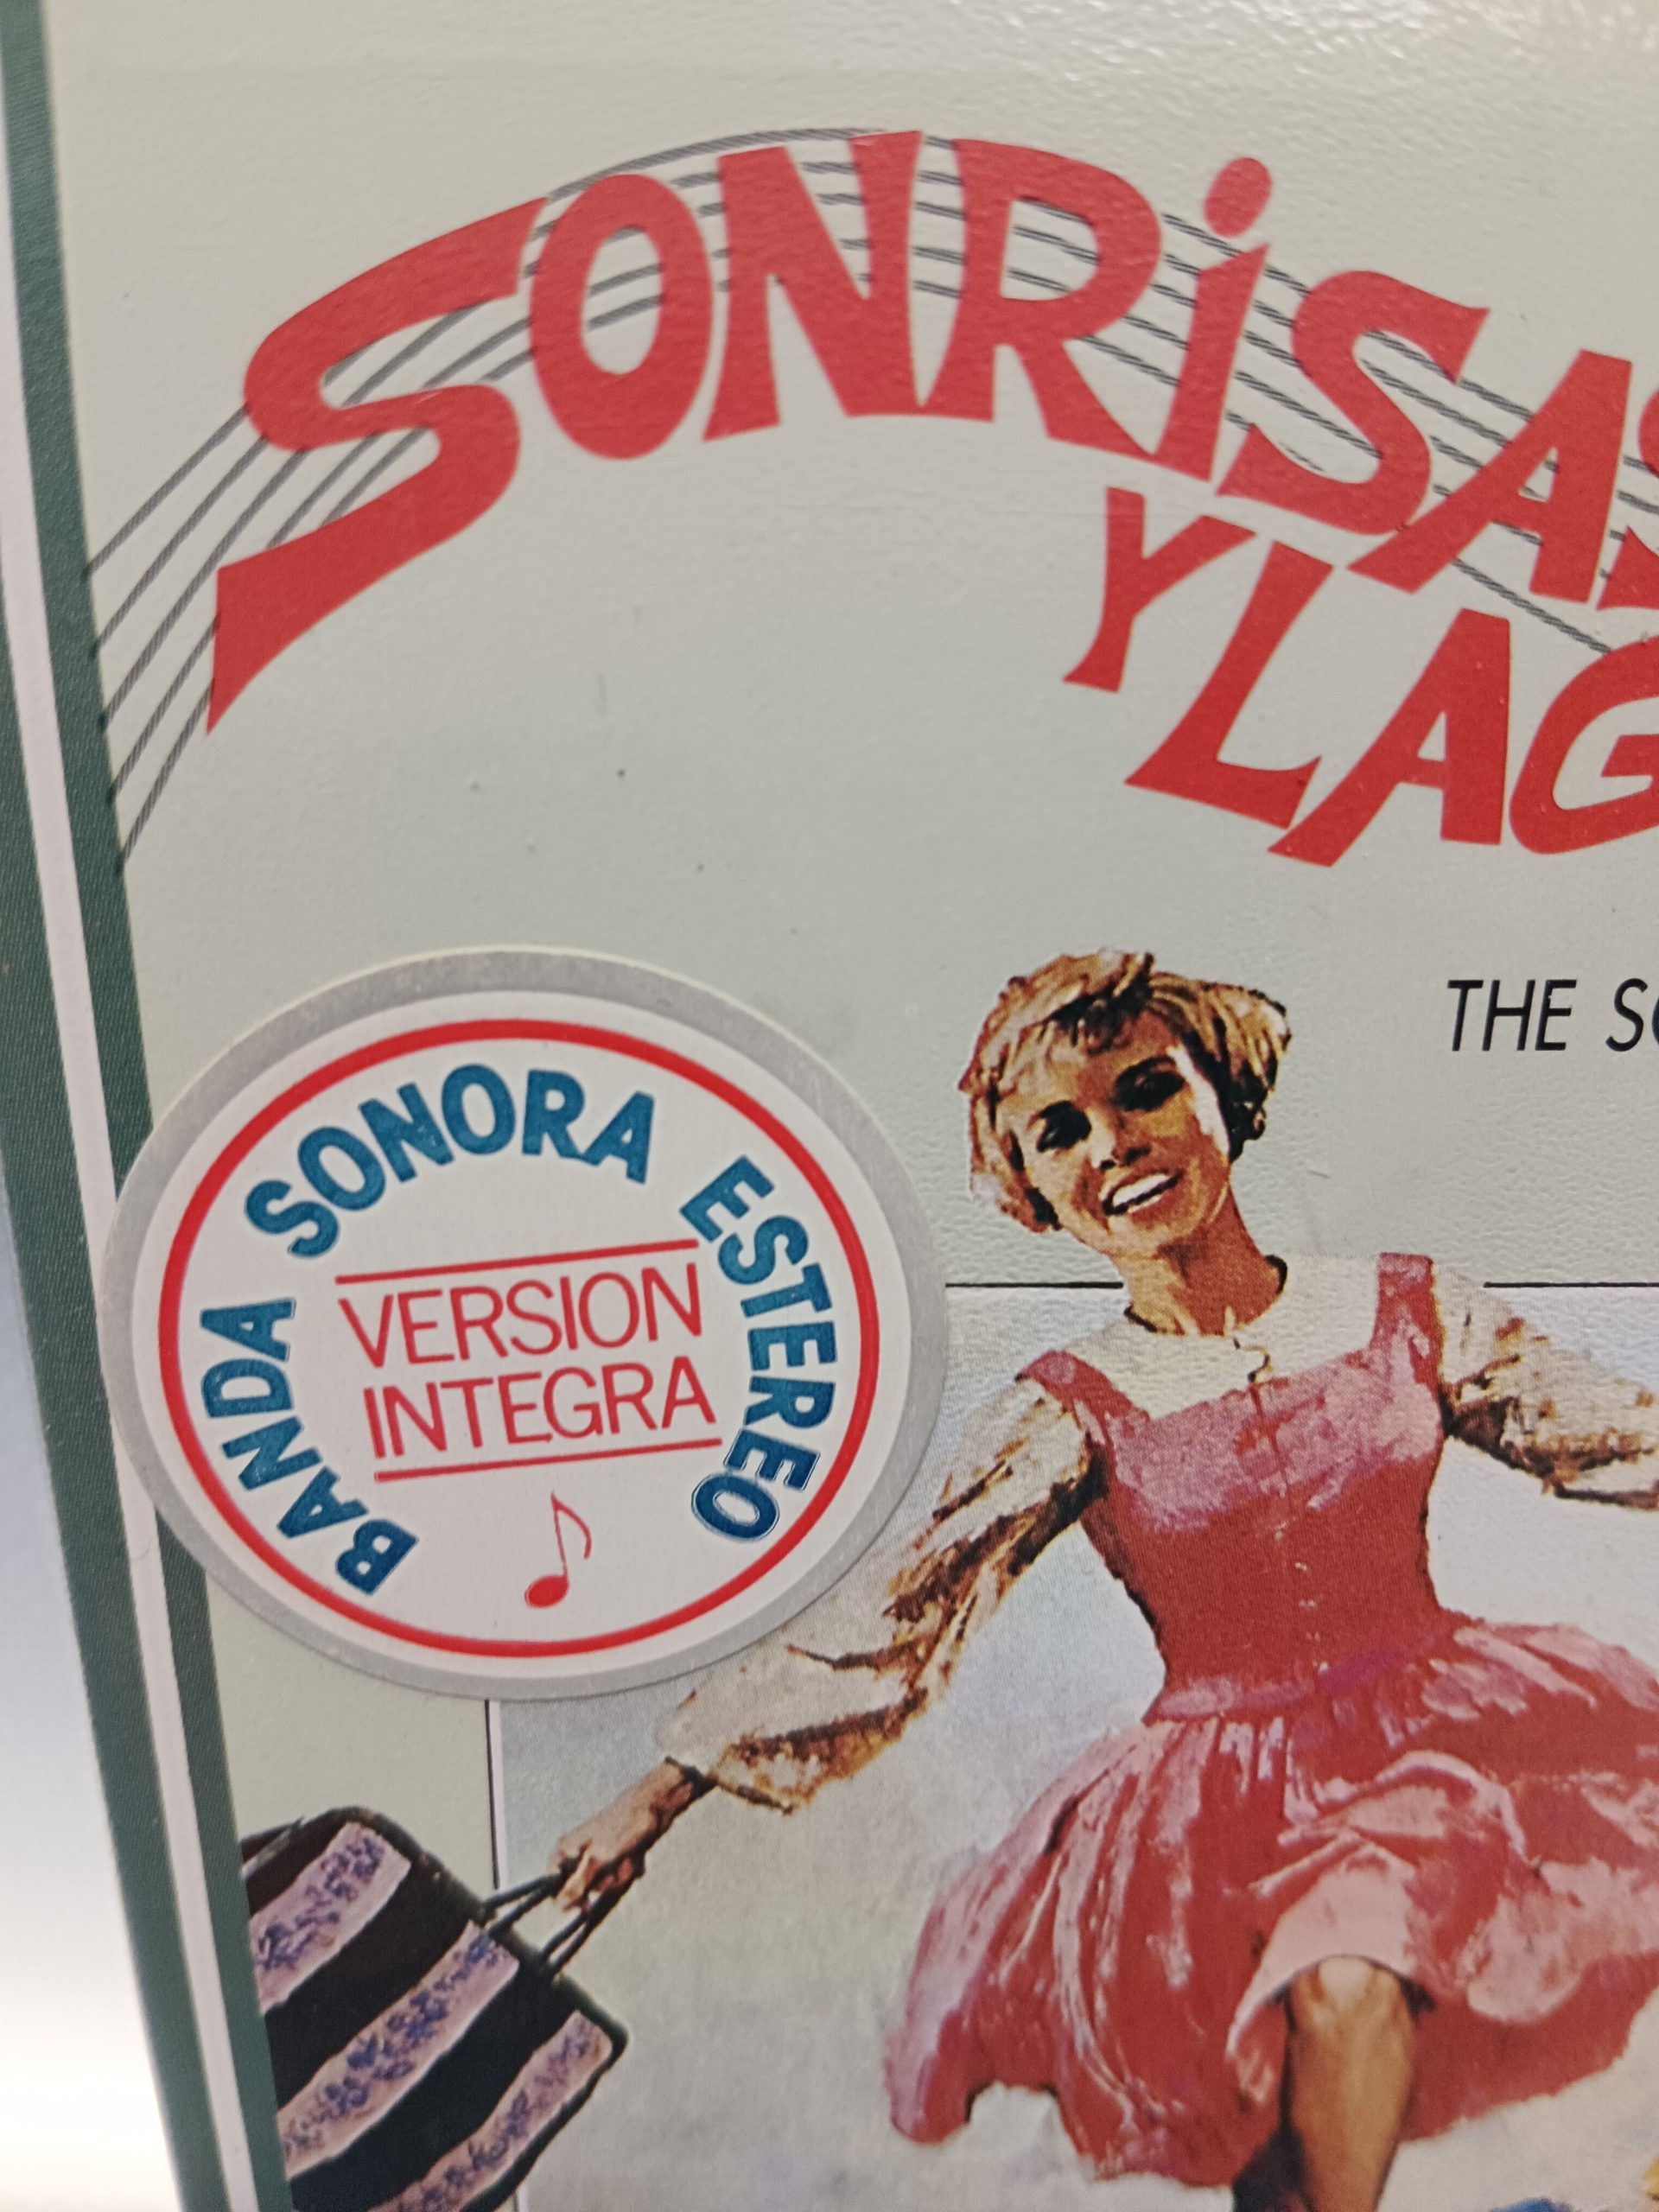 SONRiSAS
Y LAG
THE SO
BANDA SONORA ESTEREO
VERSION
INTEGRA